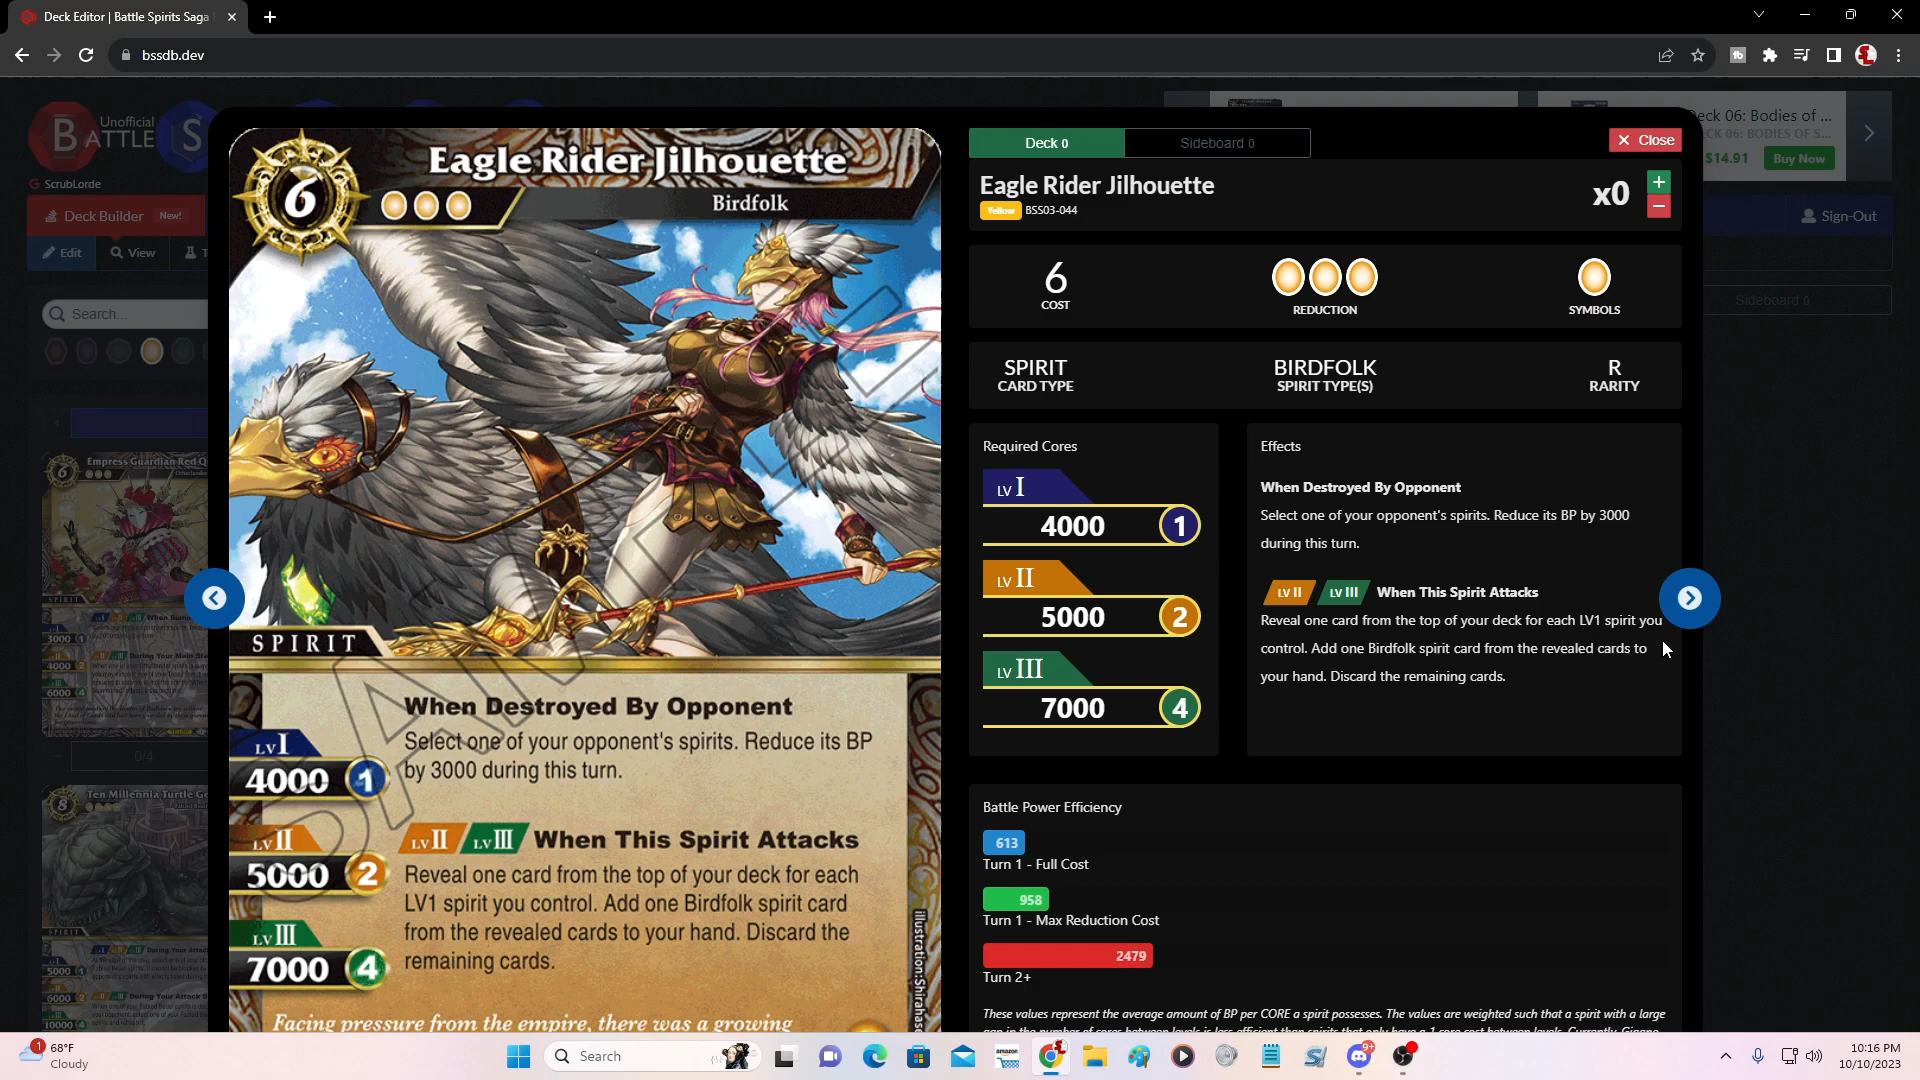 Deck Editor | Battle Spirits Saga
bssdb.dev
Unofficial
BATTLE S
ScrubLorde
Deck Builder New!
Edit
View
Search...
Deck 06: Bodies of ...
$14.91
Buy Now
Sign-Out
Sideboard 0
Empress Guardian Red Q
0/4
Ten Millennia Turtle Ge
6
Eagle Rider Jilhouette
Birdfolk
SPIRIT
When Destroyed By Opponent
Select one of your opponent's spirits. Reduce its BP
by 3000 during this turn.
LV I
4000 1
LV II LV III When This Spirit Attacks
Reveal one card from the top of your deck for each
LV1 spirit you control. Add one Birdfolk spirit card
from the revealed cards to your hand. Discard the
remaining cards.
LV II
5000 2
LV III
7000 4
Facing pressure from the empire, there was a growing
Deck 0
Sideboard 0
Close
Eagle Rider Jilhouette
Yellow BSS03-044
x0
+
−
6
COST
REDUCTION
SYMBOLS
SPIRIT
CARD TYPE
BIRDFOLK
SPIRIT TYPE(S)
R
RARITY
Required Cores
LV I
4000 1
LV II
5000 2
LV III
7000 4
Effects
When Destroyed By Opponent
Select one of your opponent's spirits. Reduce its BP by 3000
during this turn.
LV II LV III When This Spirit Attacks
Reveal one card from the top of your deck for each LV1 spirit you
control. Add one Birdfolk spirit card from the revealed cards to
your hand. Discard the remaining cards.
Battle Power Efficiency
613
Turn 1 - Full Cost
958
Turn 1 - Max Reduction Cost
2479
Turn 2+
These values represent the average amount of BP per CORE a spirit possesses. The values are weighted such that a spirit with a large
68°F
Cloudy
Search
10:16 PM
10/10/2023